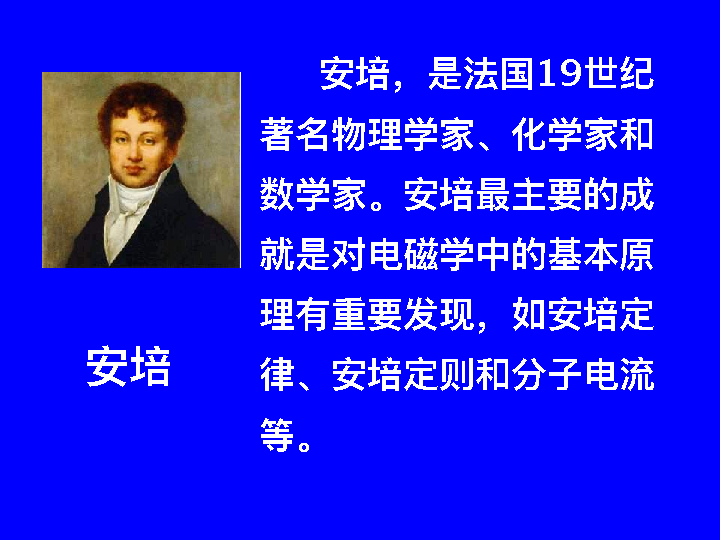 安培，是法国19世纪
著名物理学家、化学家和
数学家。安培最主要的成
就是对电磁学中的基本原
理有重要发现，如安培定
律、安培定则和分子电流
等。
安培